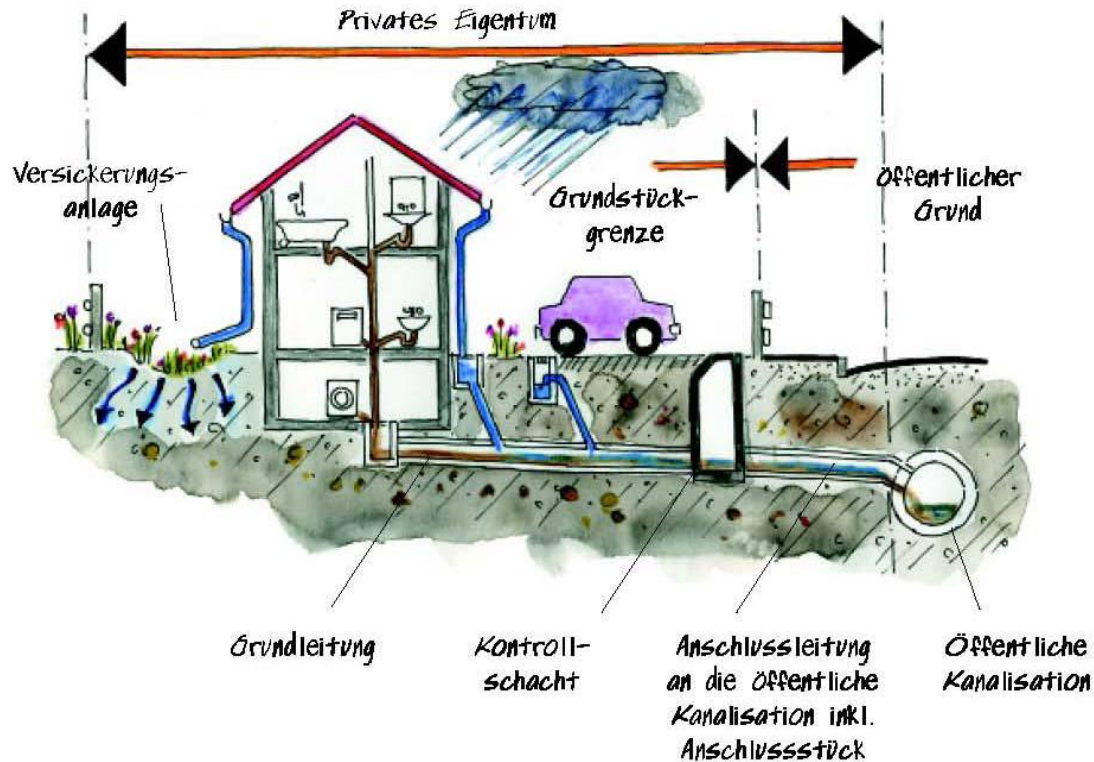 Privates Eigentum
Versickerungs-
anlage
Grundstück-
grenze
Öffentlicher
Grund
Grundleitung
Kontroll-
schacht
Anschlussleitung
an die Öffentliche
Kanalisation inkl.
Anschlussstück
Öffentliche
Kanalisation